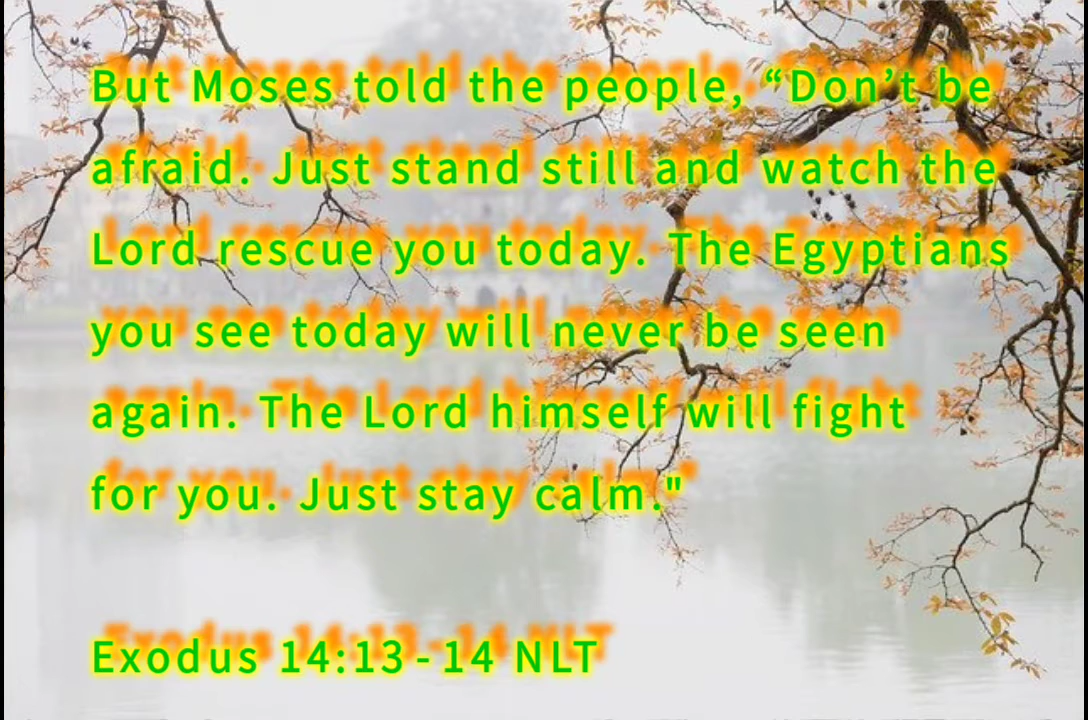 But Moses told the people, “Don’t be
afraid. Just stand still and watch the
Lord rescue you today. The Egyptians
you see today will never be seen
again. The Lord himself will fight
for you. Just stay calm."
Exodus 14:13-14 NLT